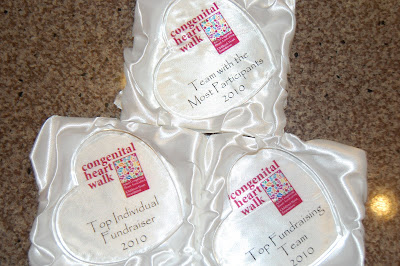 congenital
heart
walk
Team with the
Most Participants
2010
congenital
heart
walk
Top Individual
Fundraiser
2010
congenital
heart
walk
Top Fundraising
Team
2010